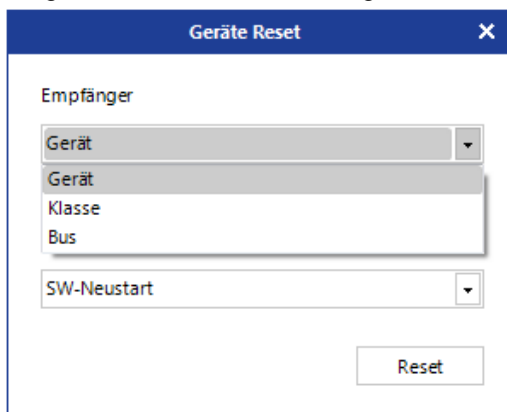 Geräte Reset
Empfänger
Gerät
Gerät
Klasse
Bus
SW-Neustart
Reset